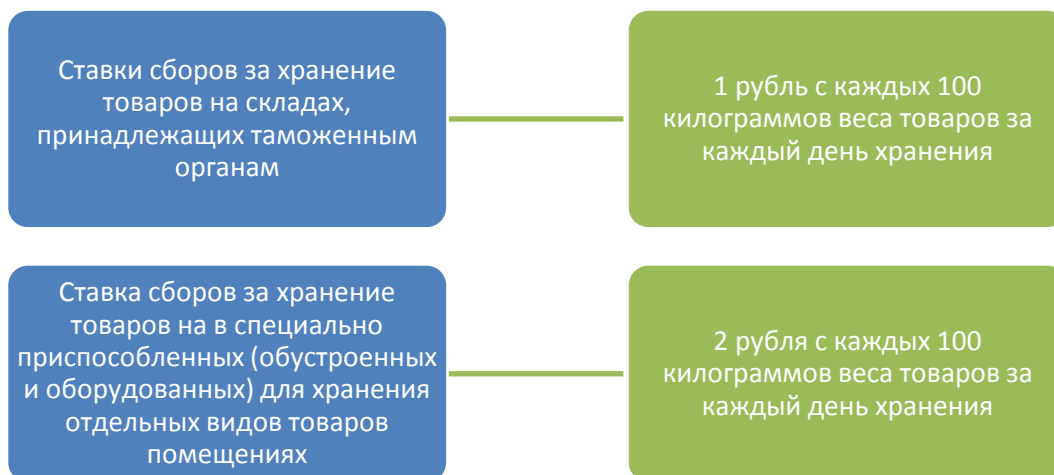 Ставки сборов за хранение
товаров на складах,
принадлежащих таможенным
органам
1 рубль с каждых 100
килограммов веса товаров за
каждый день хранения
Ставка сборов за хранение
товаров на в специально
приспособленных (обустроенных
и оборудованных) для хранения
отдельных видов товаров
помещениях
2 рубля с каждых 100
килограммов веса товаров за
каждый день хранения